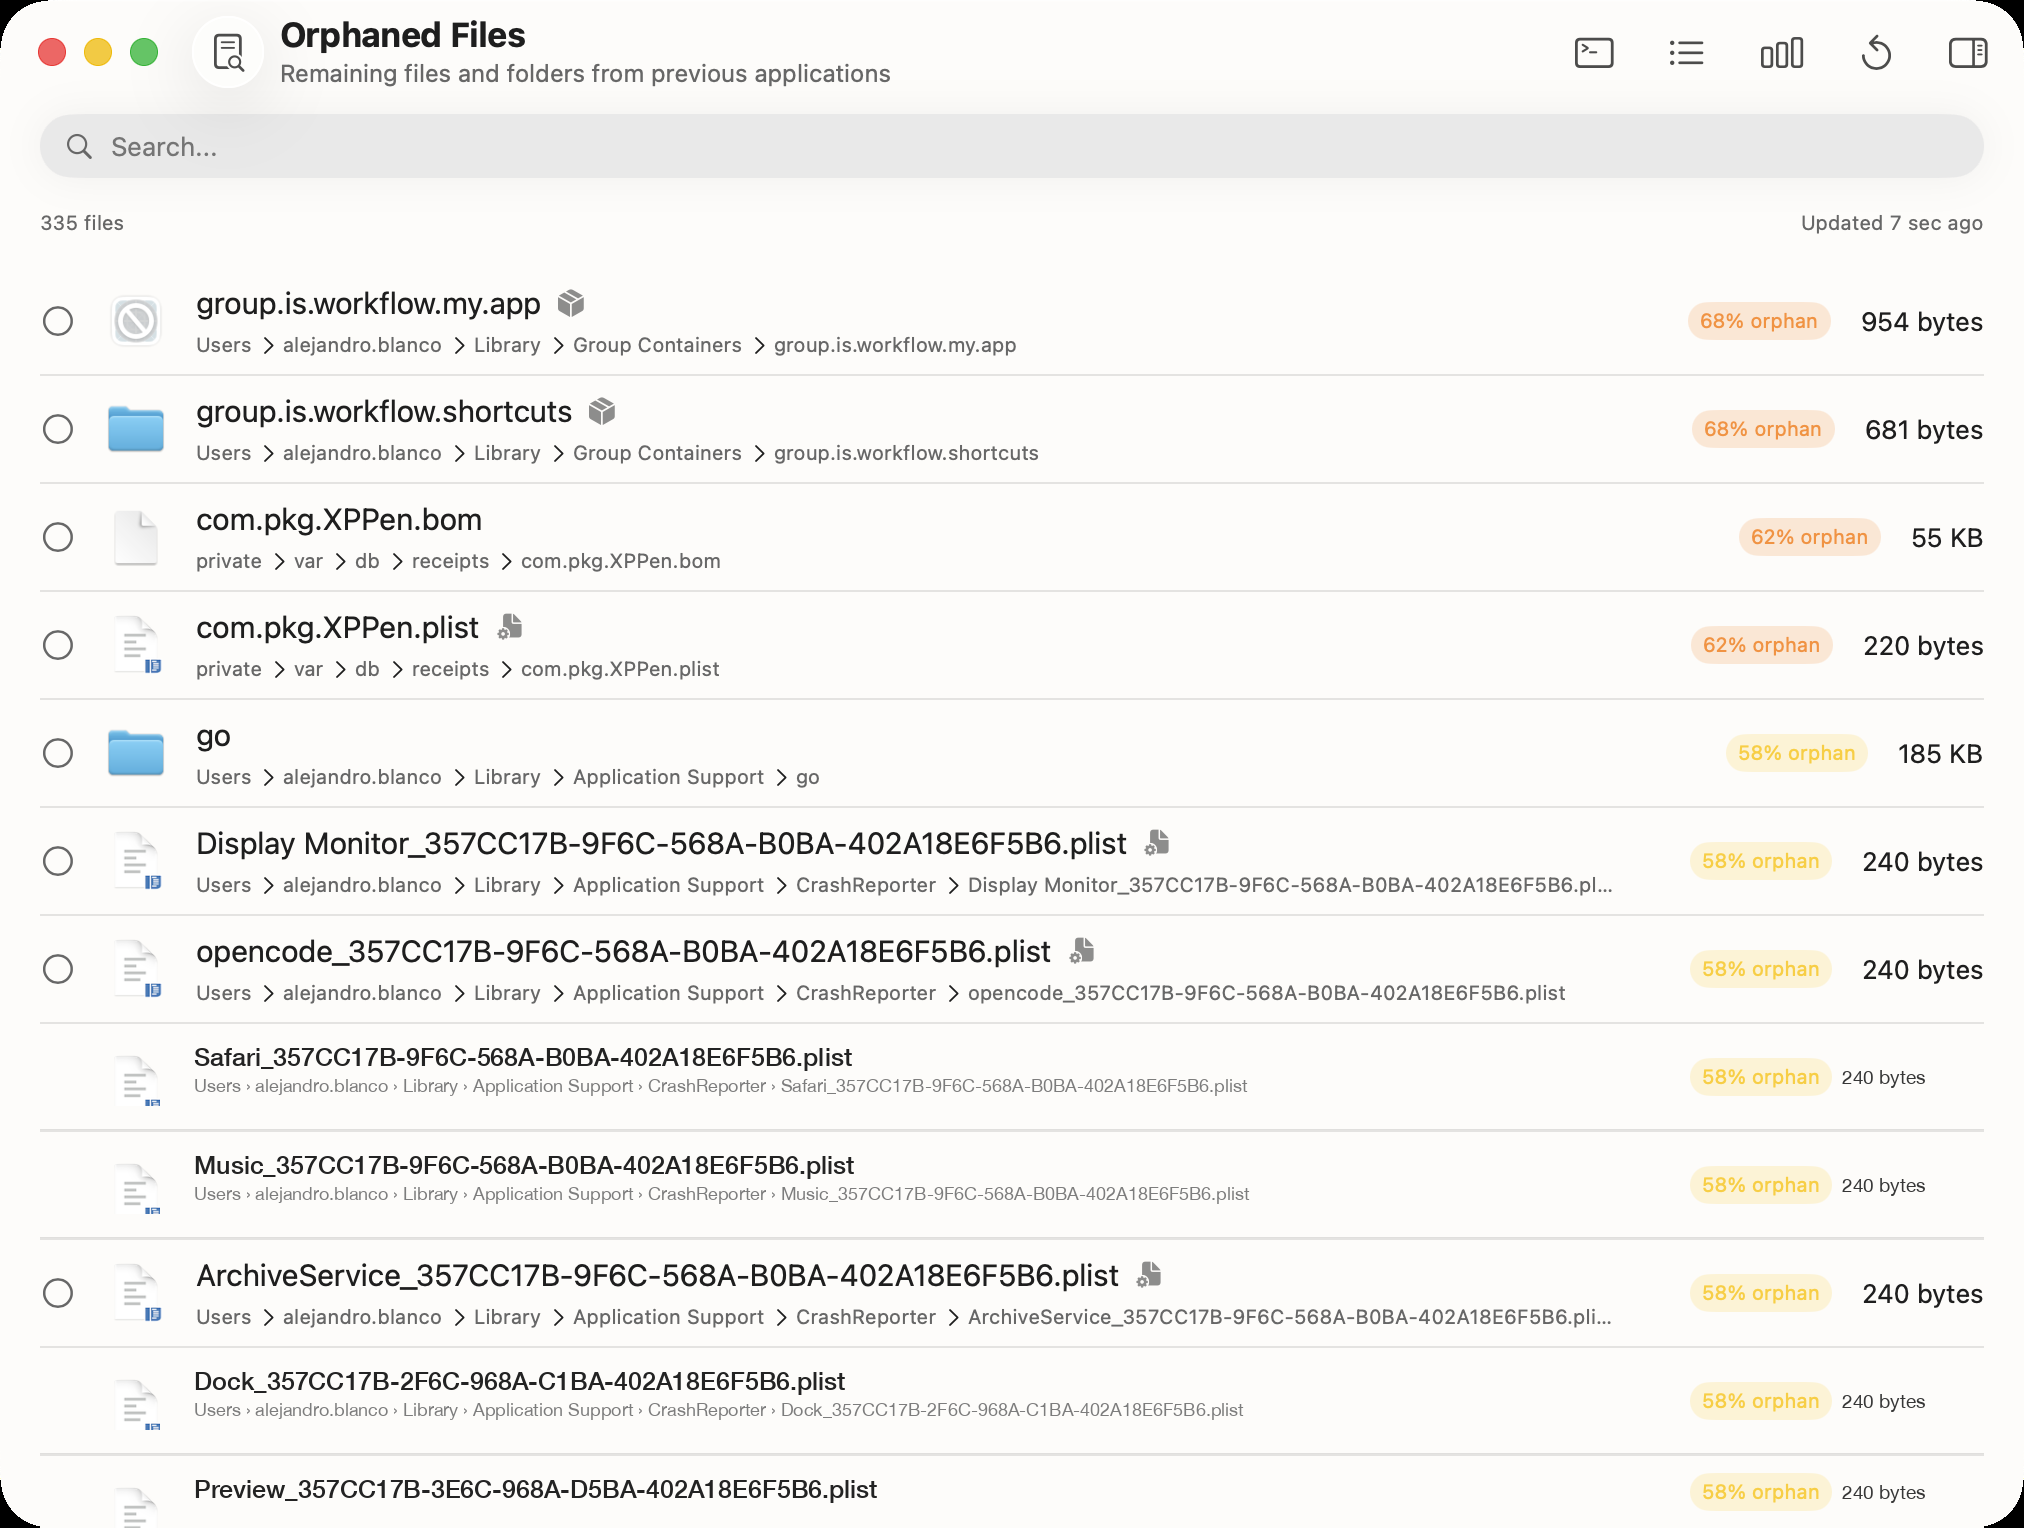 Orphaned Files
Remaining files and folders from previous applications
Search...
335 files
Updated 7 sec ago
group.is.workflow.my.app
Users > alejandro.blanco > Library > Group Containers > group.is.workflow.my.app
68% orphan
954 bytes
group.is.workflow.shortcuts
Users > alejandro.blanco > Library > Group Containers > group.is.workflow.shortcuts
68% orphan
681 bytes
com.pkg.XPPen.bom
private > var > db > receipts > com.pkg.XPPen.bom
62% orphan
55 KB
com.pkg.XPPen.plist
private > var > db > receipts > com.pkg.XPPen.plist
62% orphan
220 bytes
go
Users > alejandro.blanco > Library > Application Support > go
58% orphan
185 KB
Display Monitor_357CC17B-9F6C-568A-B0BA-402A18E6F5B6.plist
Users > alejandro.blanco > Library > Application Support > CrashReporter > Display Monitor_357CC17B-9F6C-568A-B0BA-402A18E6F5B6.pl...
58% orphan
240 bytes
opencode_357CC17B-9F6C-568A-B0BA-402A18E6F5B6.plist
Users > alejandro.blanco > Library > Application Support > CrashReporter > opencode_357CC17B-9F6C-568A-B0BA-402A18E6F5B6.plist
58% orphan
240 bytes
Safari_357CC17B-9F6C-568A-B0BA-402A18E6F5B6.plist
Users › alejandro.blanco › Library › Application Support › CrashReporter › Safari_357CC17B-9F6C-568A-B0BA-402A18E6F5B6.plist
58% orphan
240 bytes
Music_357CC17B-9F6C-568A-B0BA-402A18E6F5B6.plist
Users › alejandro.blanco › Library › Application Support › CrashReporter › Music_357CC17B-9F6C-568A-B0BA-402A18E6F5B6.plist
58% orphan
240 bytes
ArchiveService_357CC17B-9F6C-568A-B0BA-402A18E6F5B6.plist
Users > alejandro.blanco > Library > Application Support > CrashReporter > ArchiveService_357CC17B-9F6C-568A-B0BA-402A18E6F5B6.pli...
58% orphan
240 bytes
Dock_357CC17B-2F6C-968A-C1BA-402A18E6F5B6.plist
Users › alejandro.blanco › Library › Application Support › CrashReporter › Dock_357CC17B-2F6C-968A-C1BA-402A18E6F5B6.plist
58% orphan
240 bytes
Preview_357CC17B-3E6C-968A-D5BA-402A18E6F5B6.plist
58% orphan
240 bytes